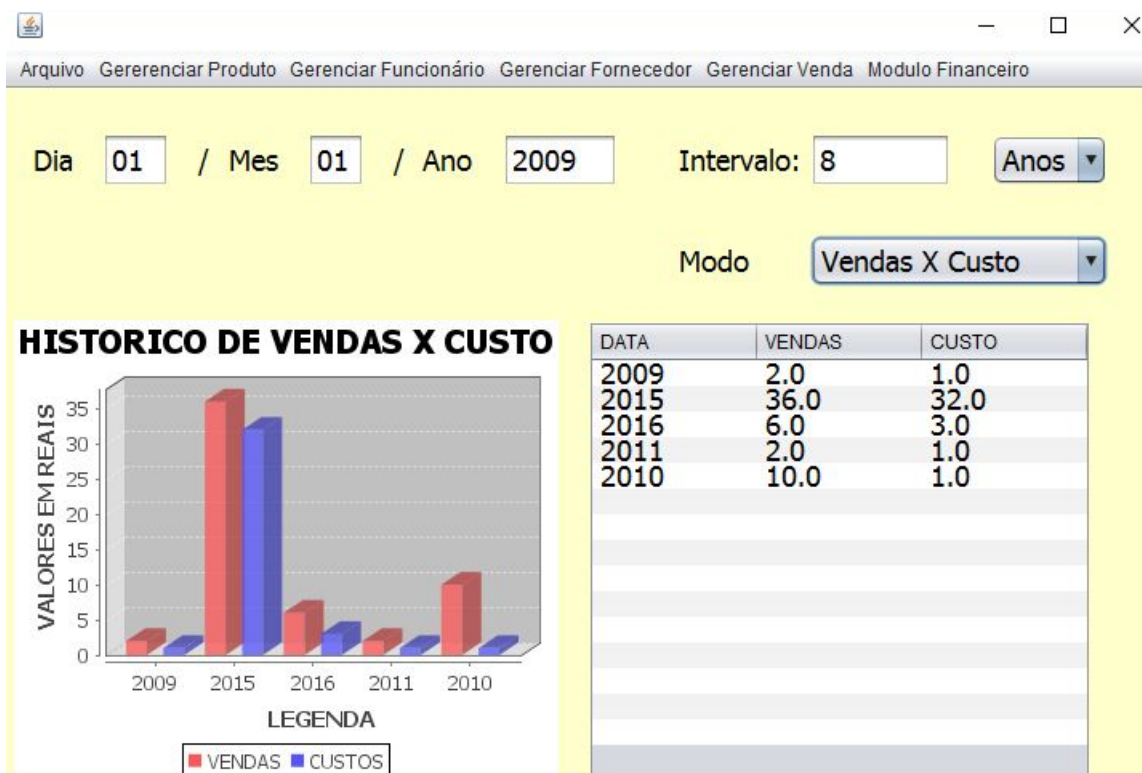 Arquivo Gererenciar Produto Gerenciar Funcionário Gerenciar Fornecedor Gerenciar Venda Modulo Financeiro
Dia 01 / Mes 01 / Ano 2009 Intervalo: 8 Anos
Modo Vendas X Custo
HISTORICO DE VENDAS X CUSTO
VALORES EM REAIS
35
30
25
20
15
10
5
0
2009 2015 2016 2011 2010
LEGENDA
VENDAS CUSTOS
DATA VENDAS CUSTO
2009 2.0 1.0
2015 36.0 32.0
2016 6.0 3.0
2011 2.0 1.0
2010 10.0 1.0